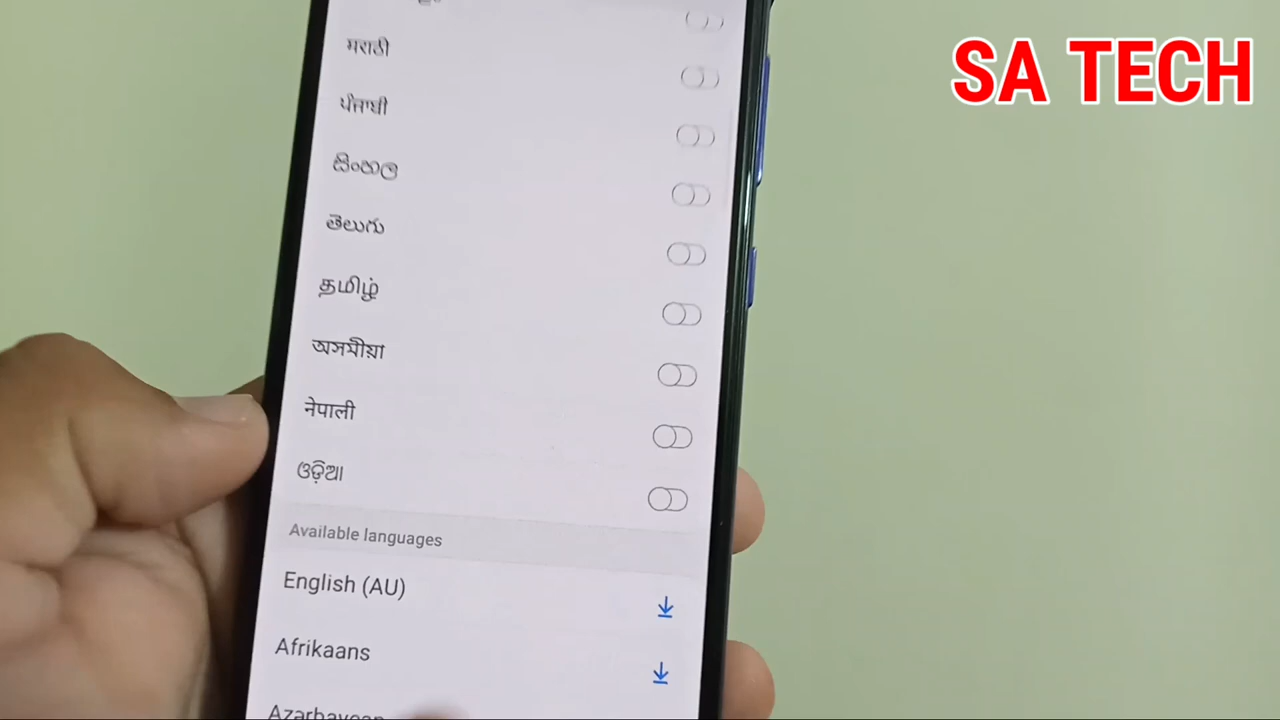 SA TECH
मराठी
ਪੰਜਾਬੀ
සිංහල
తెలుగు
தமிழ்
অসমীয়া
नेपाली
ଓଡ଼ିଆ
Available languages
English (AU)
Afrikaans